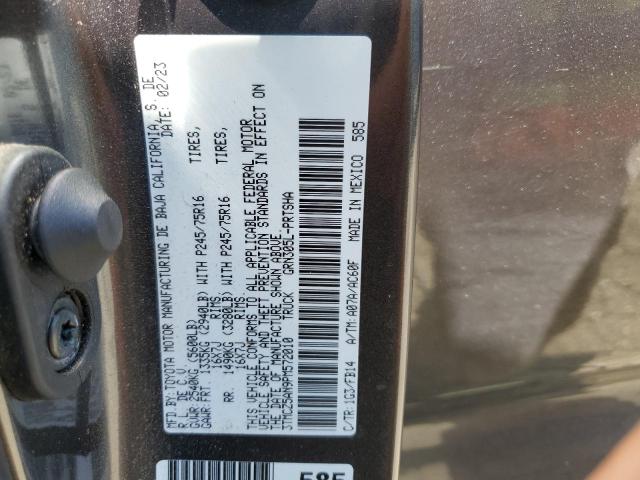 MFD. BY: TOYOTA MOTOR MANUFACTURING DE BAJA CALIFORNIA, S. DE
R.L. DE C.V. DATE: 02/23
GVWR: 2540KG (5600LB)
GAWR: FRT 1335KG (2940LB) WITH P245/75R16 TIRES,
16X7J RIMS,
RR. 1490KG (3280LB) WITH P245/75R16 TIRES,
16X7J RIMS
THIS VEHICLE CONFORMS TO ALL APPLICABLE FEDERAL MOTOR
VEHICLE SAFETY AND THEFT PREVENTION STANDARDS IN EFFECT ON
THE DATE OF MANUFACTURE SHOWN ABOVE.
3TMCZ5AN9PM572010 TRUCK GRN305L-PRTSHA
C/TR: 1G3/FB14 A/TM: A07A/AC60F MADE IN MEXICO 585
585